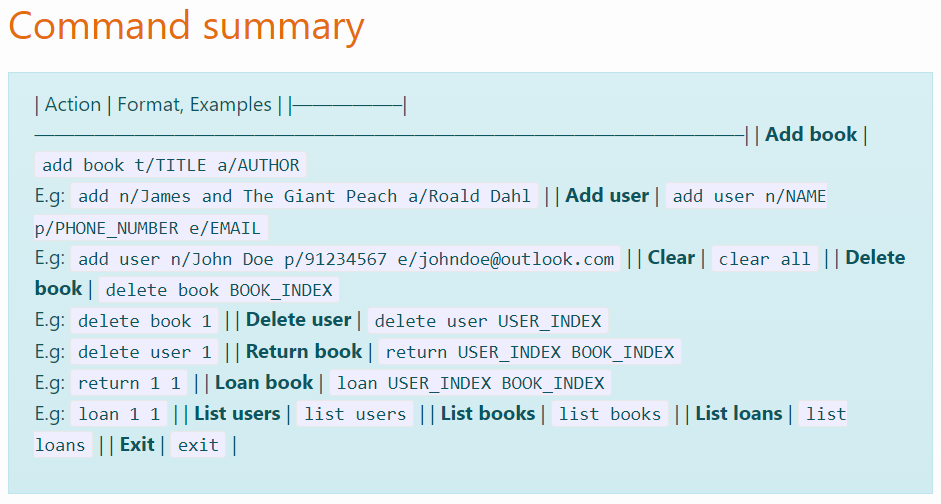 Command summary
| Action | Format, Examples | |———————–|
———————————————————————————————————————| | Add book |
add book t/TITLE a/AUTHOR
E.g: add n/James and The Giant Peach a/Roald Dahl | | Add user | add user n/NAME
p/PHONE_NUMBER e/EMAIL
E.g: add user n/John Doe p/91234567 e/johndoe@outlook.com | | Clear | clear all | | Delete
book | delete book BOOK_INDEX
E.g: delete book 1 | | Delete user | delete user USER_INDEX
E.g: delete user 1 | | Return book | return USER_INDEX BOOK_INDEX
E.g: return 1 1 | | Loan book | loan USER_INDEX BOOK_INDEX
E.g: loan 1 1 | | List users | list users | | List books | list books | | List loans | list
loans | | Exit | exit |